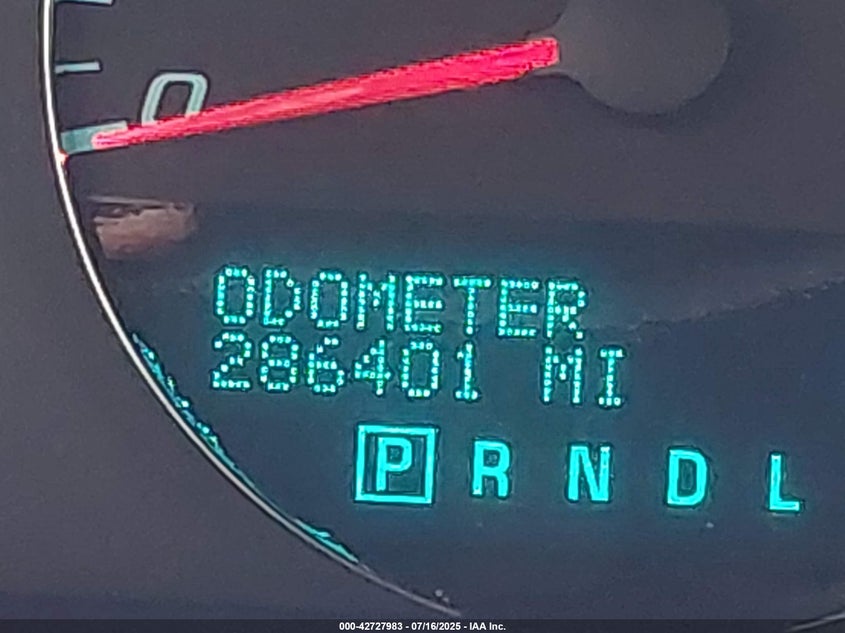 0
ODOMETER
286401 MI
P R N D L
000-42727983 - 07/16/2025 - IAA Inc.